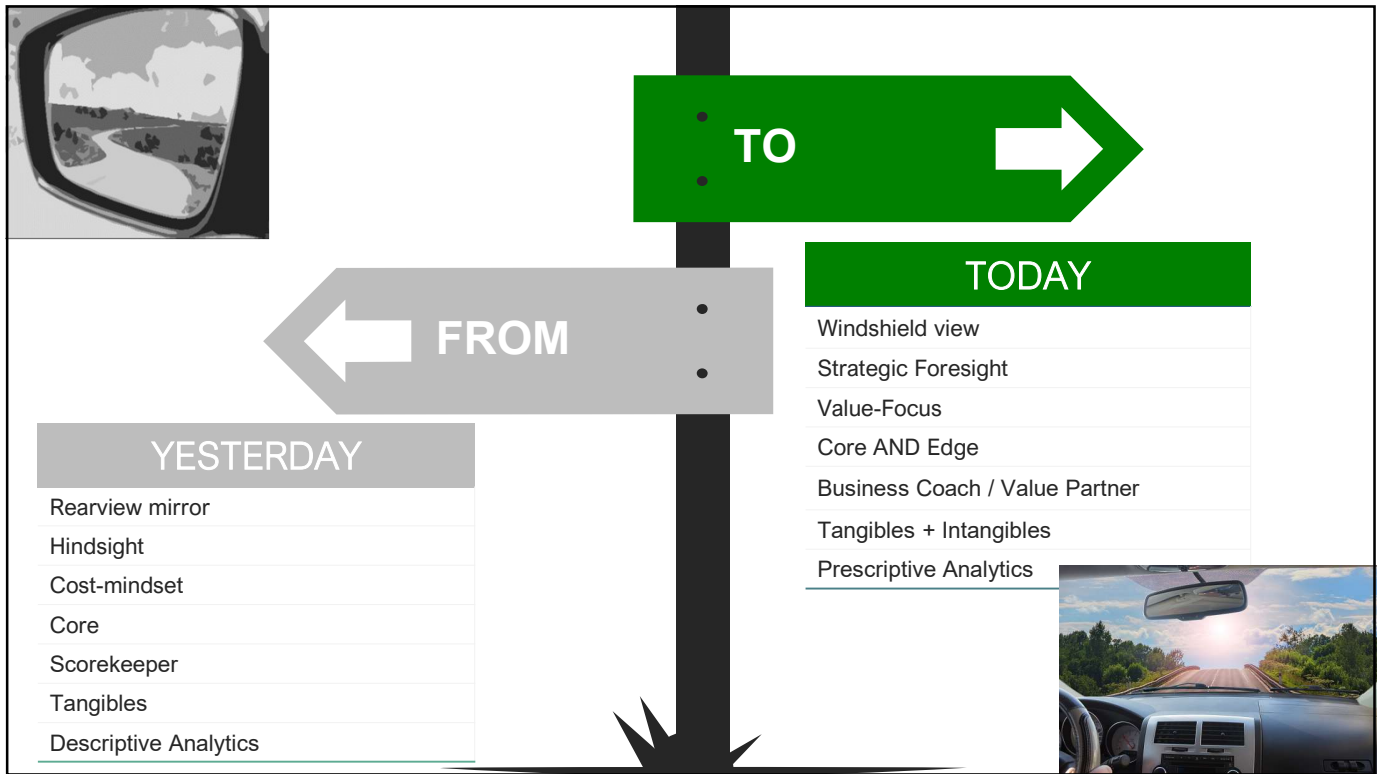 TO
FROM
TODAY
Windshield view
Strategic Foresight
Value-Focus
Core AND Edge
Business Coach / Value Partner
Tangibles + Intangibles
Prescriptive Analytics
YESTERDAY
Rearview mirror
Hindsight
Cost-mindset
Core
Scorekeeper
Tangibles
Descriptive Analytics